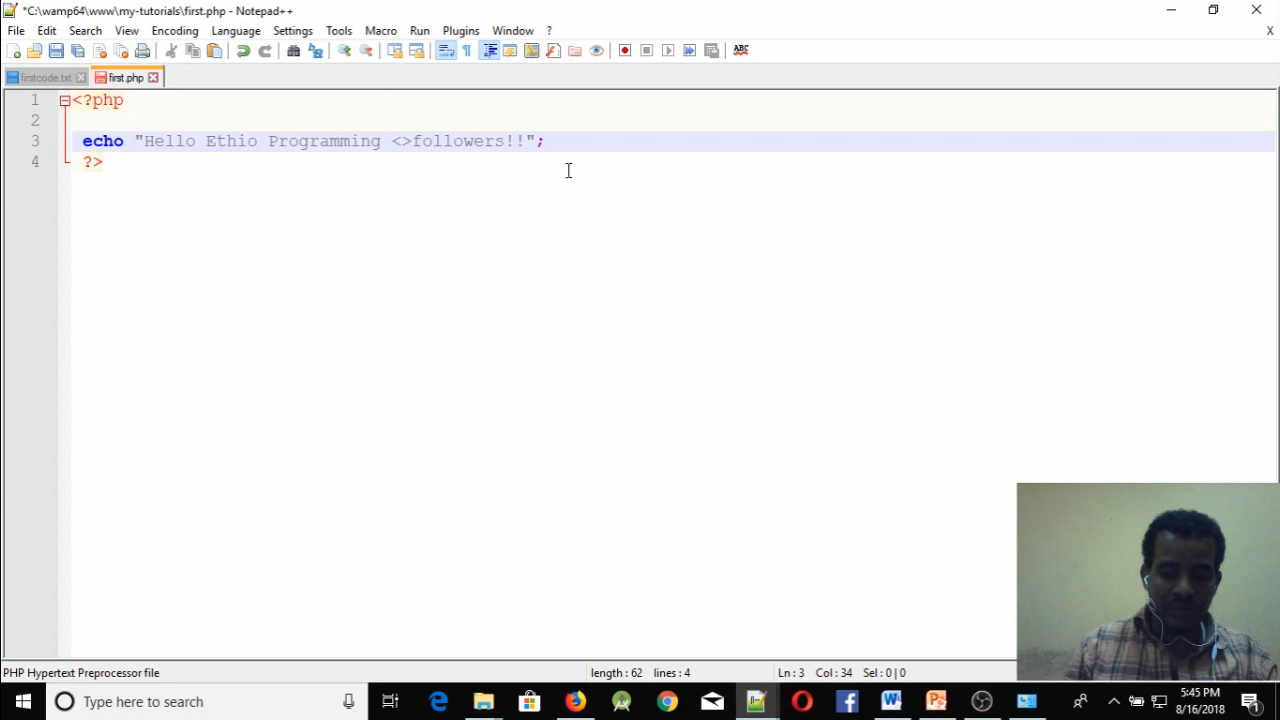 *C:\wamp64\www\my-tutorials\first.php - Notepad++
File Edit Search View Encoding Language Settings Tools Macro Run Plugins Window ? X
ABC
firstcode.txt first.php
1 <?php
2
3 echo "Hello Ethio Programming <>followers!!";
4 ?>
PHP Hypertext Preprocessor file length : 62 lines : 4 Ln : 3 Col : 34 Sel : 0 | 0
Type here to search
5:45 PM
8/16/2018
1